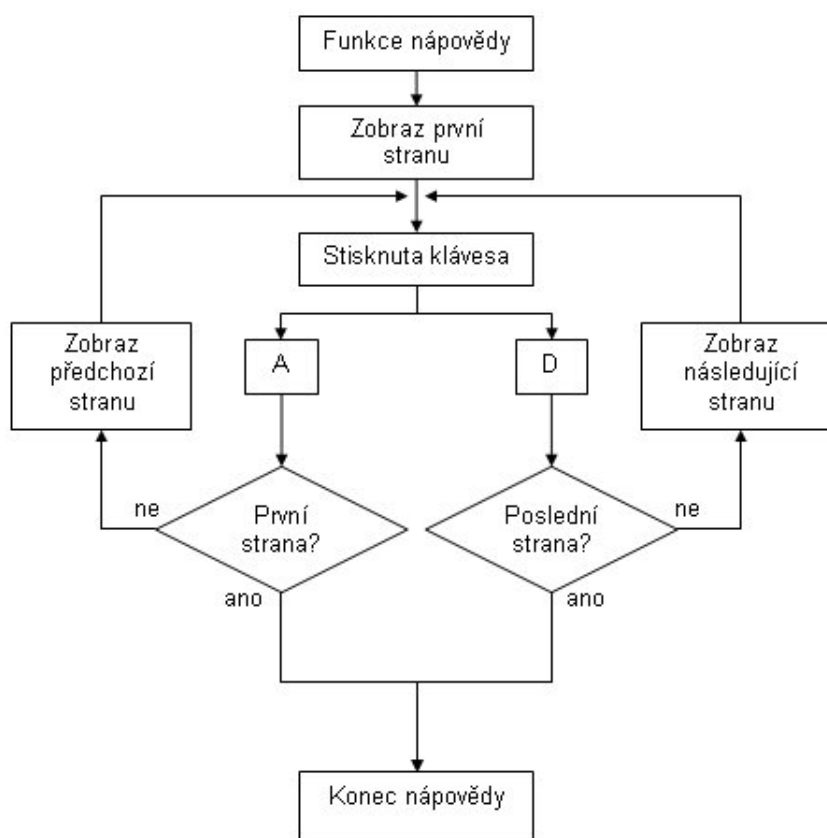 Funkce nápovědy
Zobraz první
stranu
Stisknuta klávesa
Zobraz
předchozí
stranu
A
D
Zobraz
následující
stranu
ne
První
strana?
ano
Poslední
strana?
ne
ano
Konec nápovědy